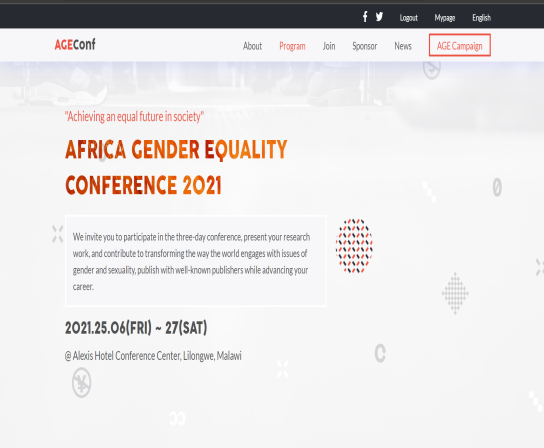 Logout Mypage English
AGEConf About Program Join Sponsor News AGE Campaign
"Achieving an equal future in society"
AFRICA GENDER EQUALITY
CONFERENCE 2021
We invite you to participate in the three-day conference, present your research
work, and contribute to transforming the way the world engages with issues of
gender and sexuality, publish with well-known publishers while advancing your
career.
2021.25.06(FRI) ~ 27(SAT)
@ Alexis Hotel Conference Center, Lilongwe, Malawi